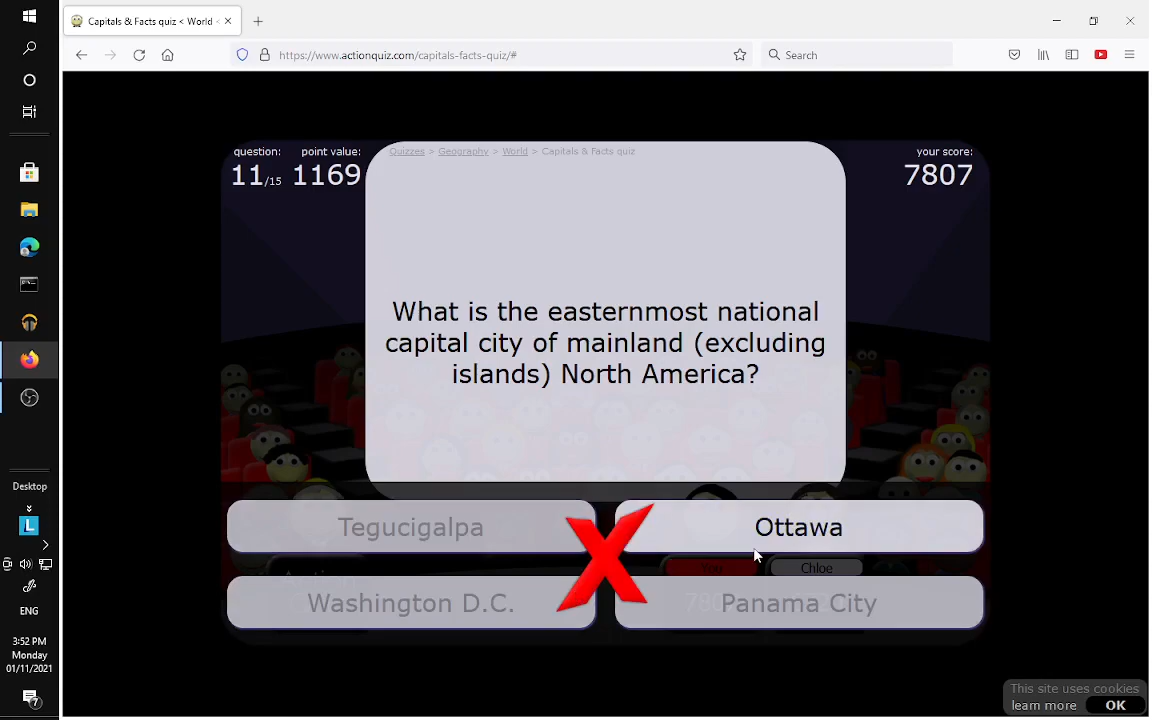 Capitals & Facts quiz < World <
https://www.actionquiz.com/capitals-facts-quiz/#
Search
question:
point value:
Quizzes > Geography > World > Capitals & Facts quiz
your score:
11/15
1169
7807
What is the easternmost national
capital city of mainland (excluding
islands) North America?
Tegucigalpa
Ottawa
You
Chloe
Washington D.C.
Panama City
Desktop
L
ENG
3:52 PM
Monday
01/11/2021
7
This site uses cookies
learn more
OK